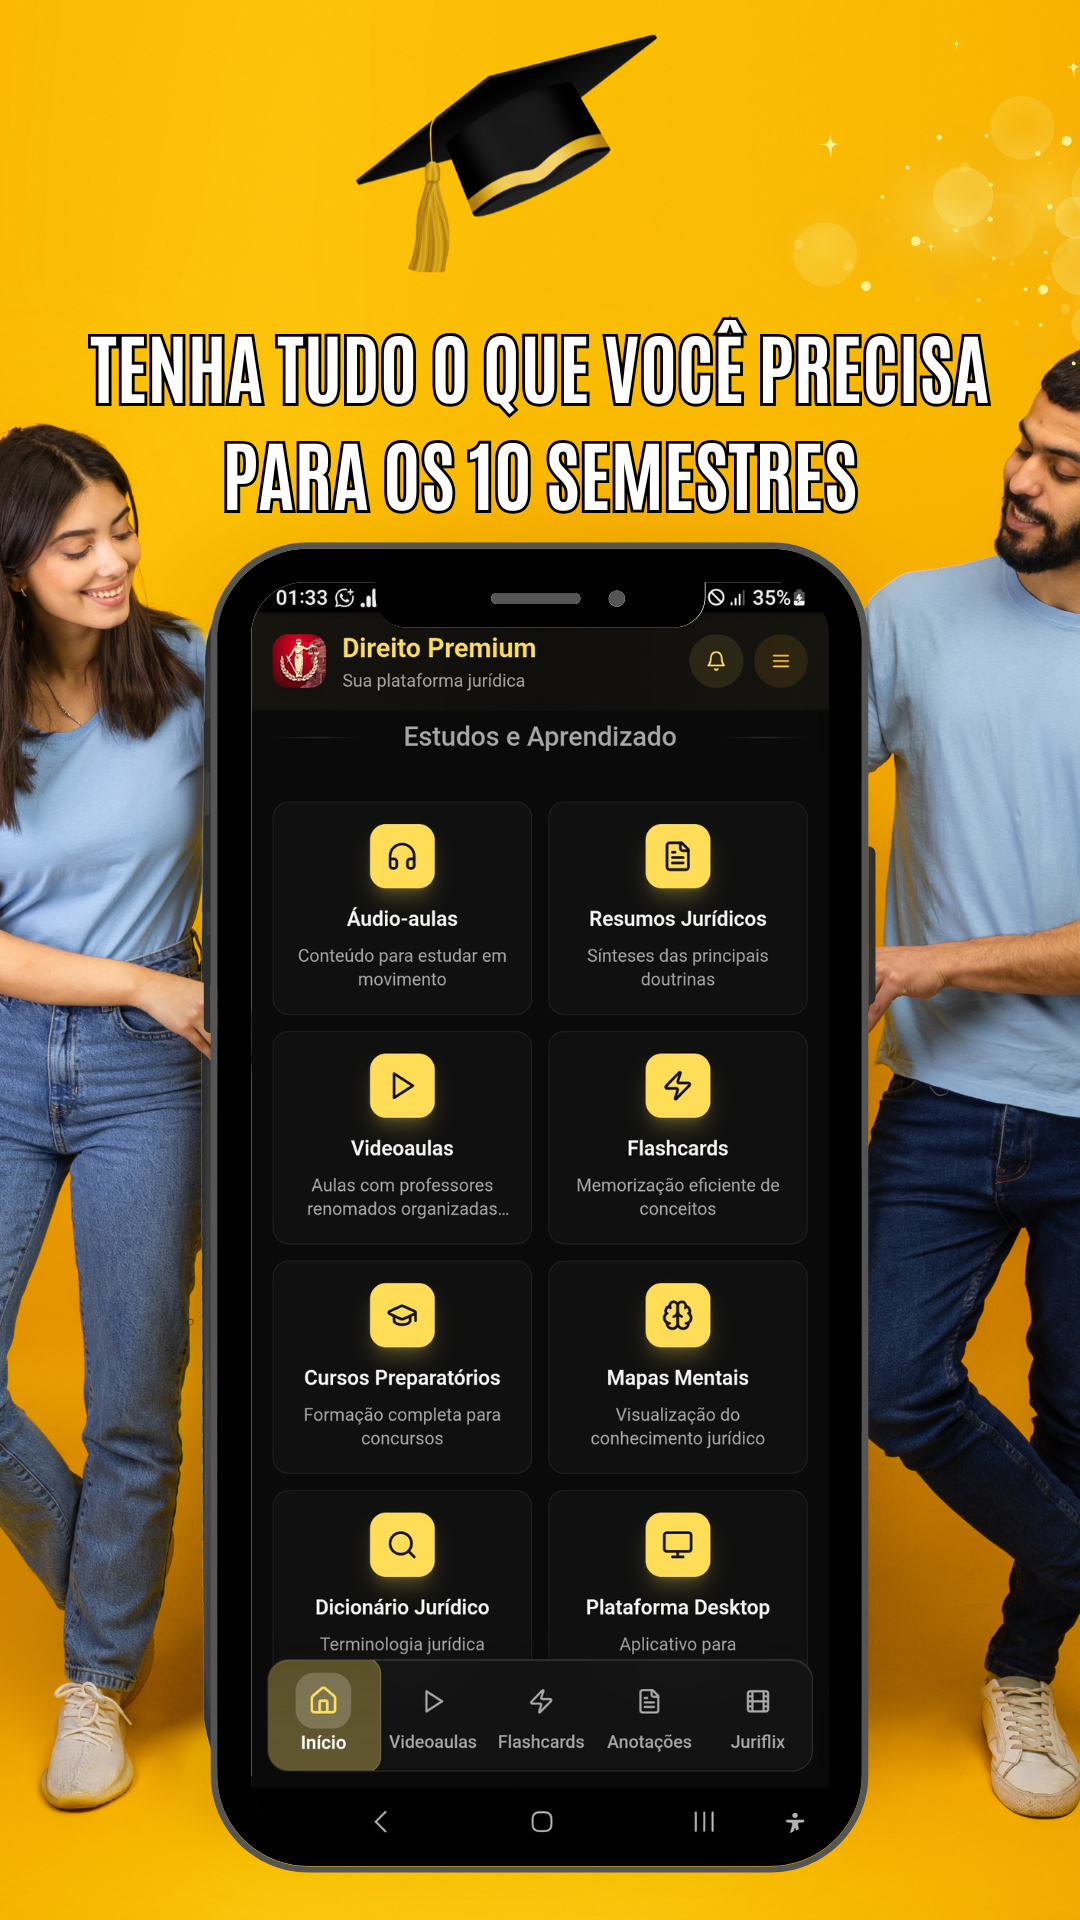 TENHA TUDO O QUE VOCÊ PRECISA
PARA OS 10 SEMESTRES
01:33 35%
Direito Premium
Sua plataforma jurídica
Estudos e Aprendizado
Áudio-aulas
Conteúdo para estudar em
movimento
Resumos Jurídicos
Sínteses das principais
doutrinas
Videoaulas
Aulas com professores
renomados organizadas...
Flashcards
Memorização eficiente de
conceitos
Cursos Preparatórios
Formação completa para
concursos
Mapas Mentais
Visualização do
conhecimento jurídico
Dicionário Jurídico
Terminologia jurídica
Plataforma Desktop
Aplicativo para
Início
Videoaulas
Flashcards
Anotações
Juriflix